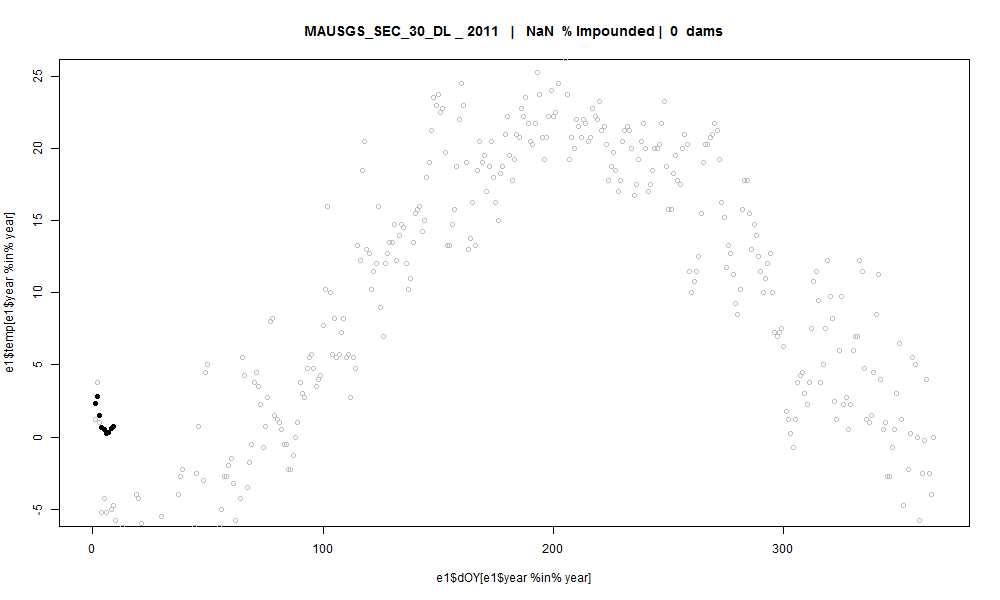 MAUSGS_SEC_30_DL _ 2011 | NaN % Impounded | 0 dams
e1$temp[e1$year %in% year]
25
20
15
10
5
0
-5
0 100 200 300
e1$dOY[e1$year %in% year]